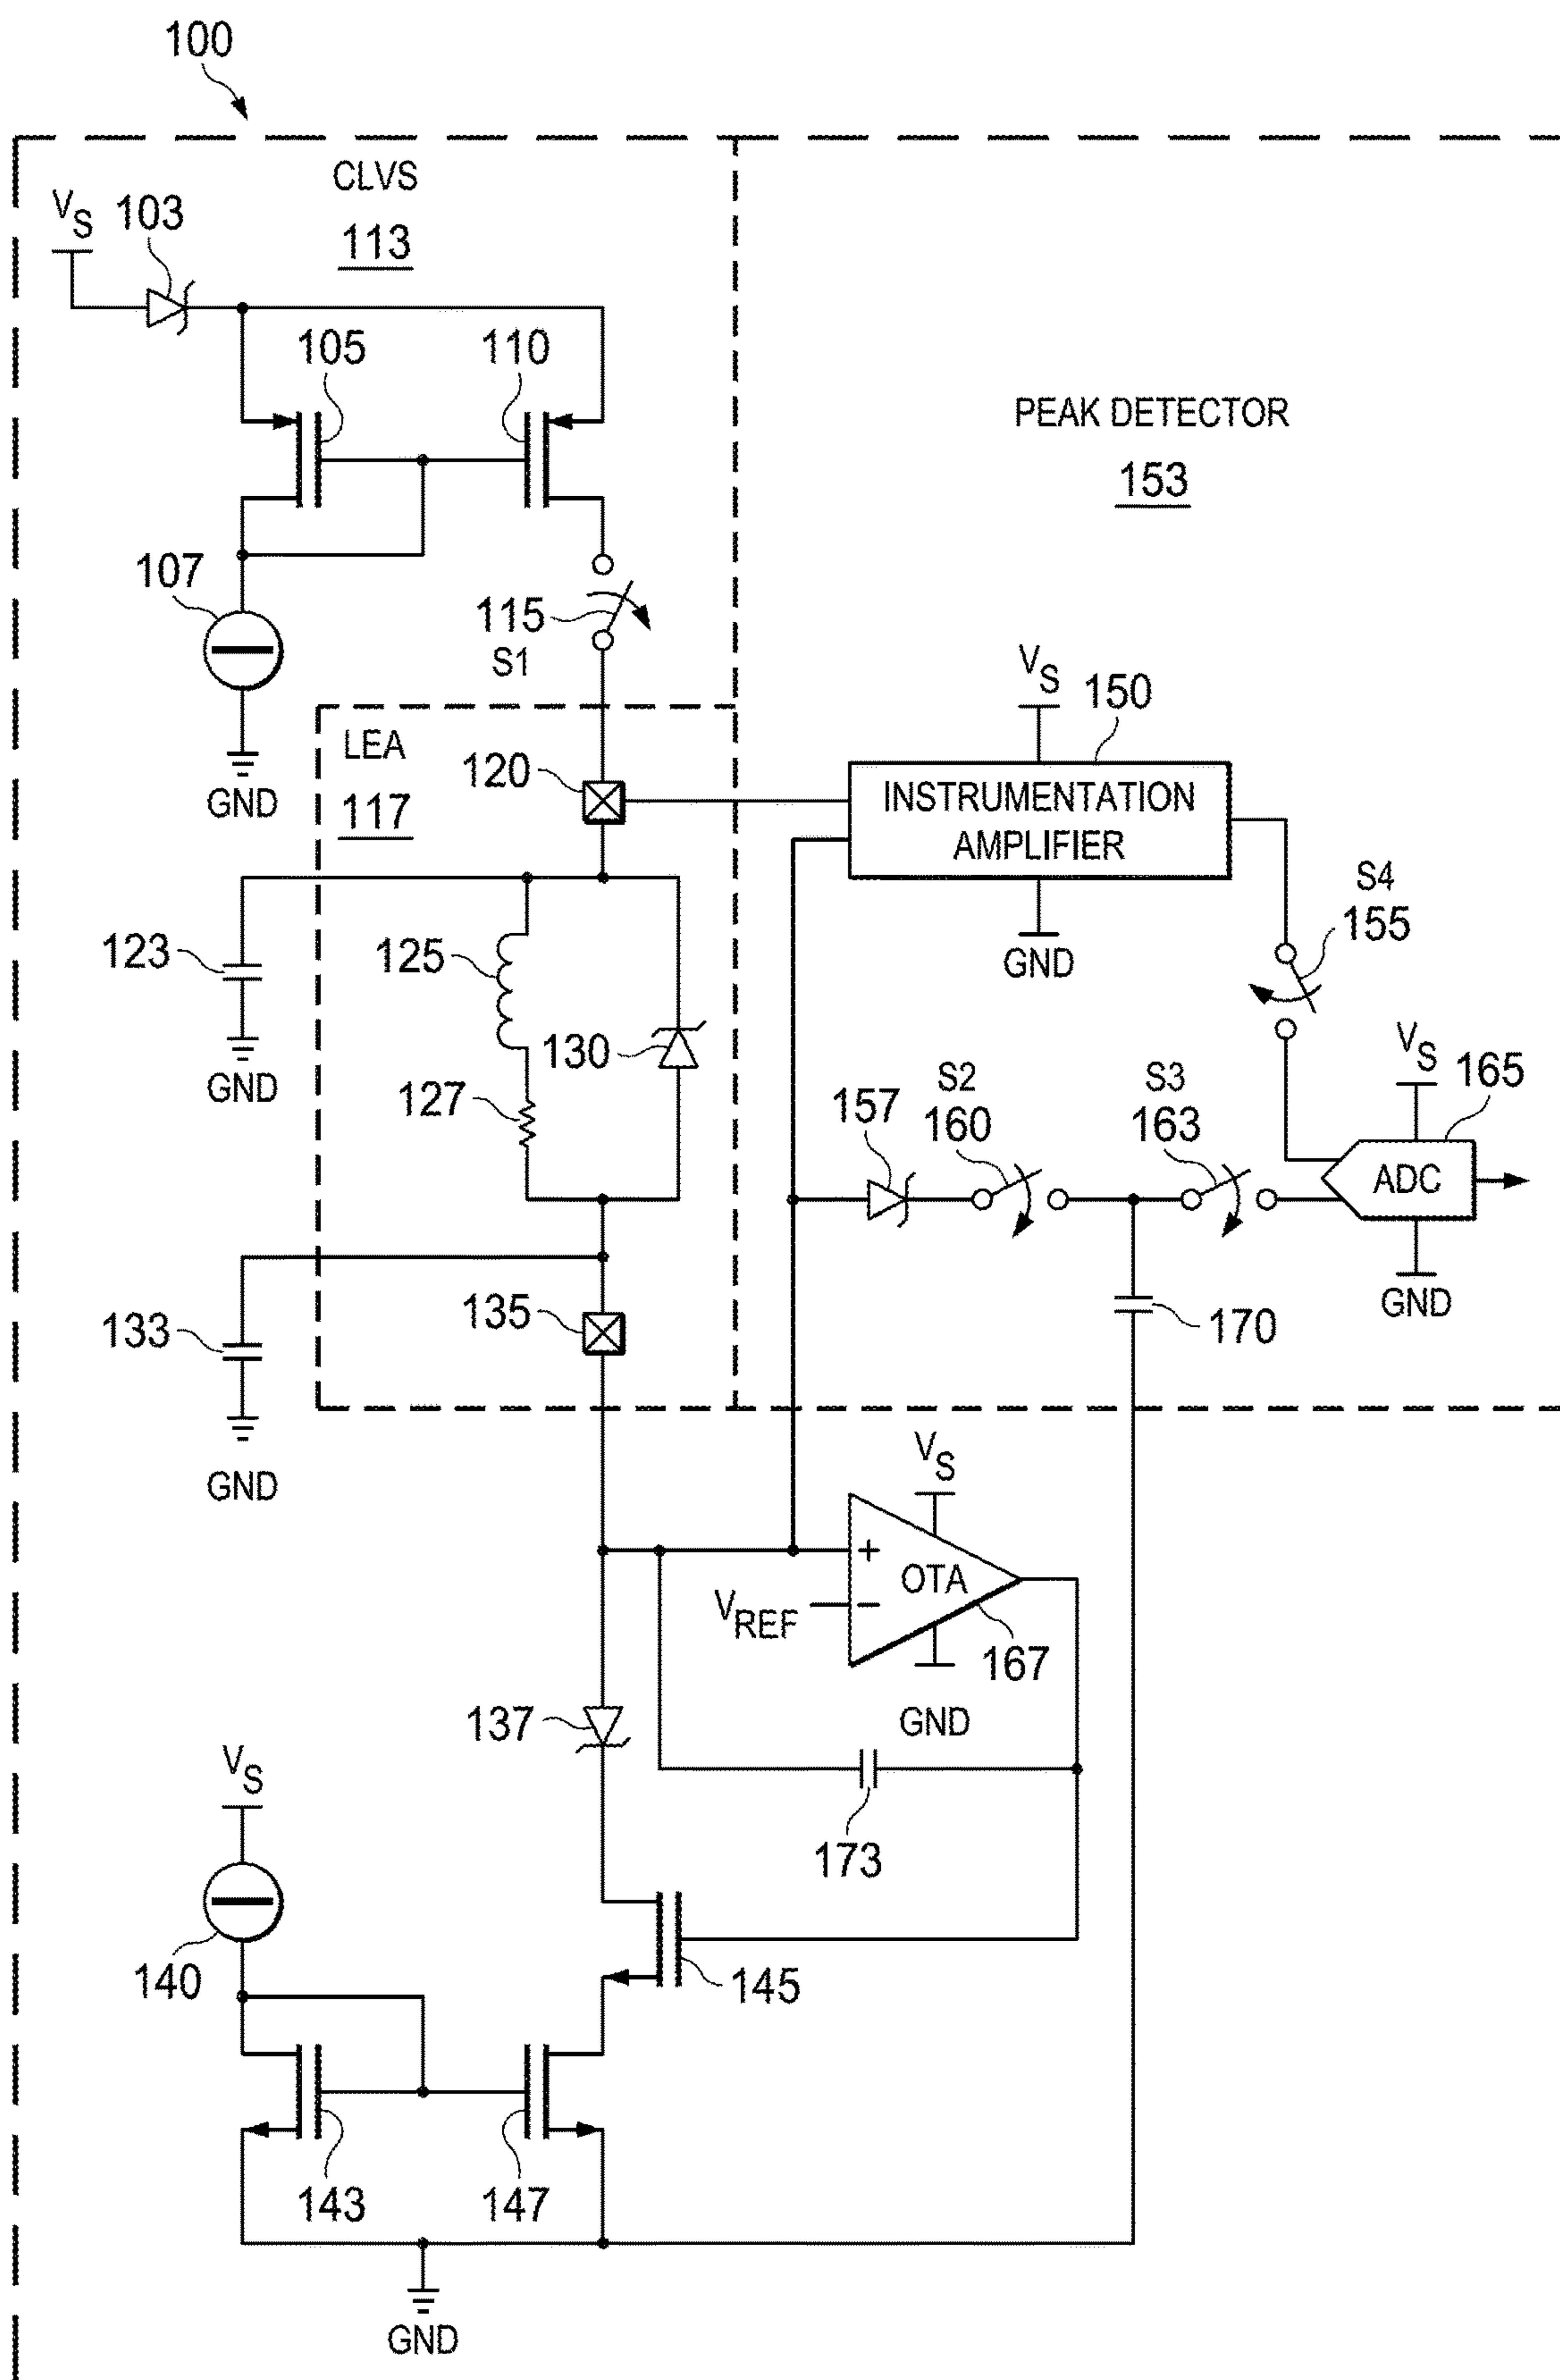 100
CLVS
113
VS
103
105
110
PEAK DETECTOR
153
107
115
S1
GND
VS
150
LEA
117
120
INSTRUMENTATION
AMPLIFIER
S4
155
GND
123
125
GND
130
127
VS
165
157
S2
160
S3
163
ADC
GND
133
135
170
GND
VS
+
OTA
VREF
−
167
GND
137
173
VS
140
145
143
147
GND